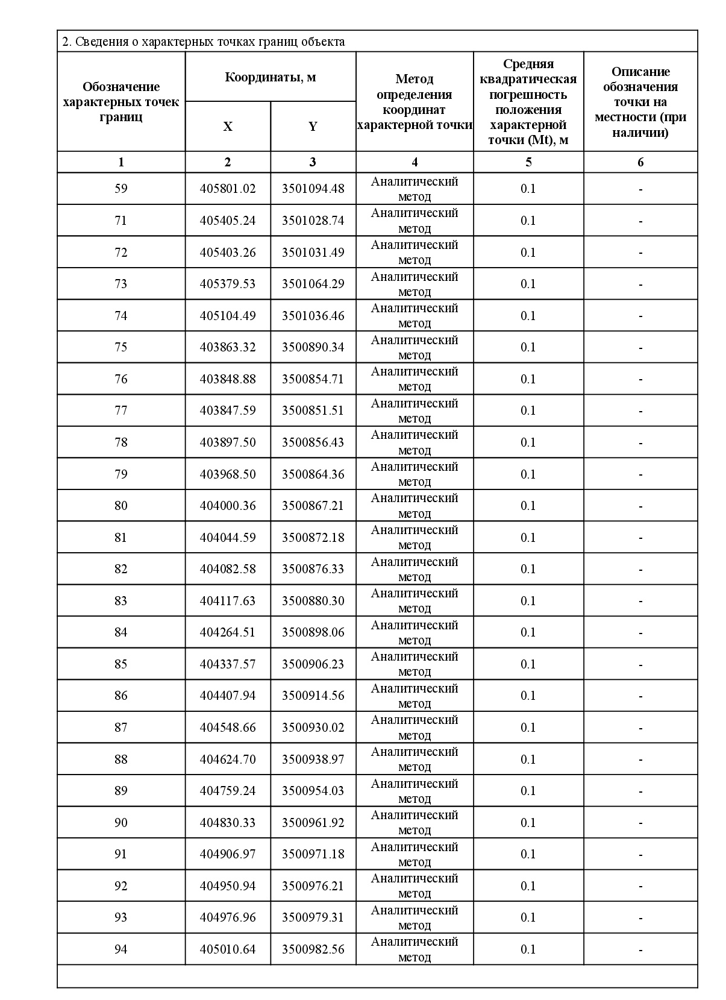 2. Сведения о характерных точках границ объекта
Обозначение характерных точек границ
Координаты, м
Метод определения координат характерной точки
Средняя квадратическая погрешность положения характерной точки (Mt), м
Описание обозначения точки на местности (при наличии)
X Y
1 2 3 4 5 6
59 405801.02 3501094.48 Аналитический метод 0.1 -
71 405405.24 3501028.74 Аналитический метод 0.1 -
72 405403.26 3501031.49 Аналитический метод 0.1 -
73 405379.53 3501064.29 Аналитический метод 0.1 -
74 405104.49 3501036.46 Аналитический метод 0.1 -
75 403863.32 3500890.34 Аналитический метод 0.1 -
76 403848.88 3500854.71 Аналитический метод 0.1 -
77 403847.59 3500851.51 Аналитический метод 0.1 -
78 403897.50 3500856.43 Аналитический метод 0.1 -
79 403968.50 3500864.36 Аналитический метод 0.1 -
80 404000.36 3500867.21 Аналитический метод 0.1 -
81 404044.59 3500872.18 Аналитический метод 0.1 -
82 404082.58 3500876.33 Аналитический метод 0.1 -
83 404117.63 3500880.30 Аналитический метод 0.1 -
84 404264.51 3500898.06 Аналитический метод 0.1 -
85 404337.57 3500906.23 Аналитический метод 0.1 -
86 404407.94 3500914.56 Аналитический метод 0.1 -
87 404548.66 3500930.02 Аналитический метод 0.1 -
88 404624.70 3500938.97 Аналитический метод 0.1 -
89 404759.24 3500954.03 Аналитический метод 0.1 -
90 404830.33 3500961.92 Аналитический метод 0.1 -
91 404906.97 3500971.18 Аналитический метод 0.1 -
92 404950.94 3500976.21 Аналитический метод 0.1 -
93 404976.96 3500979.31 Аналитический метод 0.1 -
94 405010.64 3500982.56 Аналитический метод 0.1 -